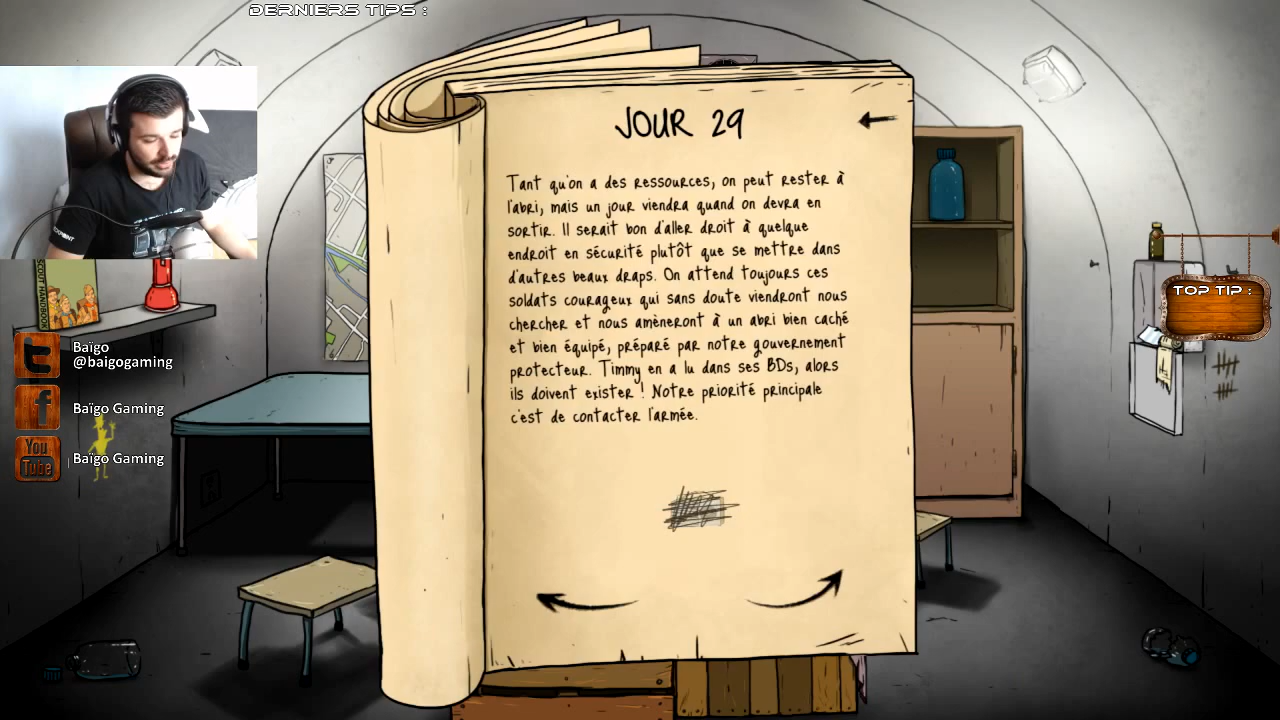 DERNIERS TIPS :
JOUR 29
Tant qu'on a des ressources, on peut rester à
l'abri, mais un jour viendra quand on devra en
sortir. Il serait bon d'aller droit à quelque
endroit en sécurité plutôt que se mettre dans
d'autres beaux draps. On attend toujours ces
soldats courageux qui sans doute viendront nous
chercher et nous amèneront à un abri bien caché
et bien équipé, préparé par notre gouvernement
protecteur. Timmy en a lu dans ses BDs, alors
ils doivent exister ! Notre priorité principale
c'est de contacter l'armée.
SCOUT HANDBOOK
TOP TIP :
Baïgo
@baigogaming
Baïgo Gaming
You
Tube
Baïgo Gaming